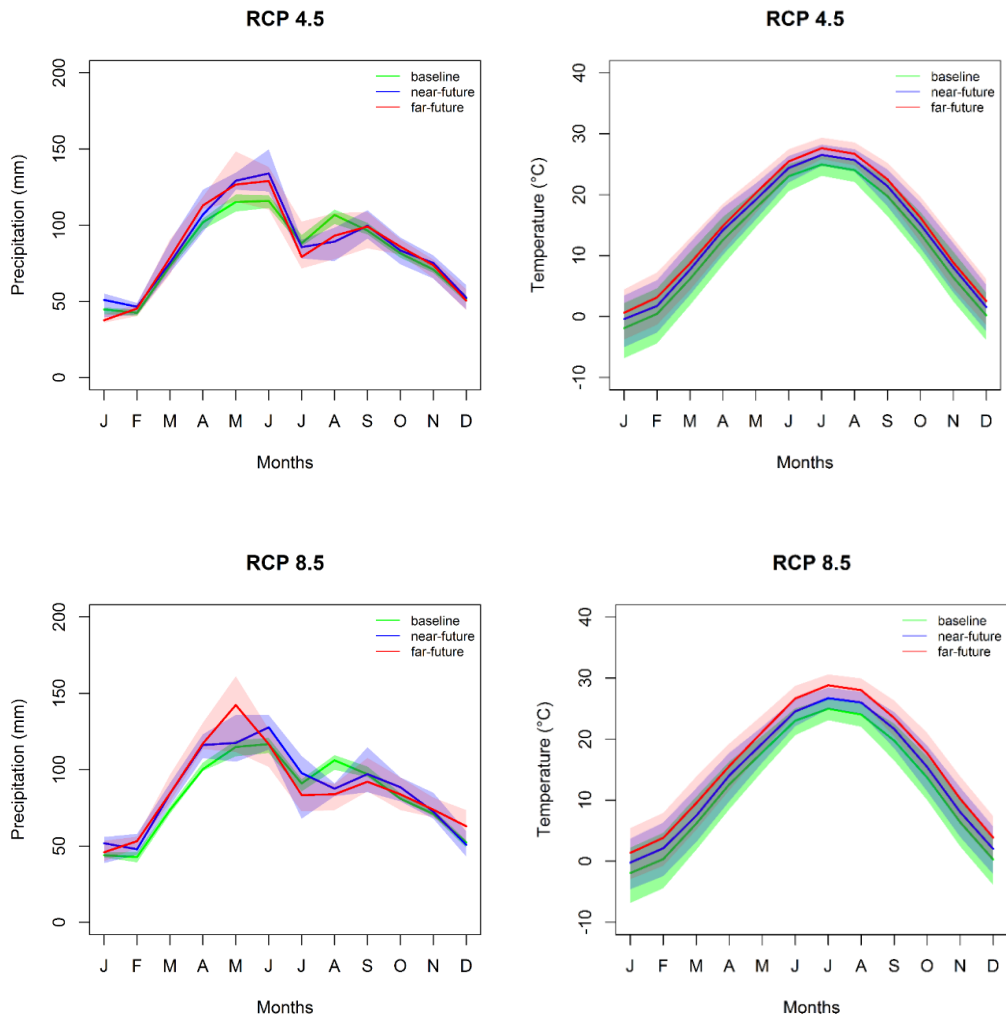 RCP 4.5
Precipitation (mm)
200
150
100
50
0
baseline
near-future
far-future
J F M A M J J A S O N D
Months
RCP 4.5
Temperature (°C)
40
30
20
10
0
-10
baseline
near-future
far-future
J F M A M J J A S O N D
Months
RCP 8.5
Precipitation (mm)
200
150
100
50
0
baseline
near-future
far-future
J F M A M J J A S O N D
Months
RCP 8.5
Temperature (°C)
40
30
20
10
0
-10
baseline
near-future
far-future
J F M A M J J A S O N D
Months